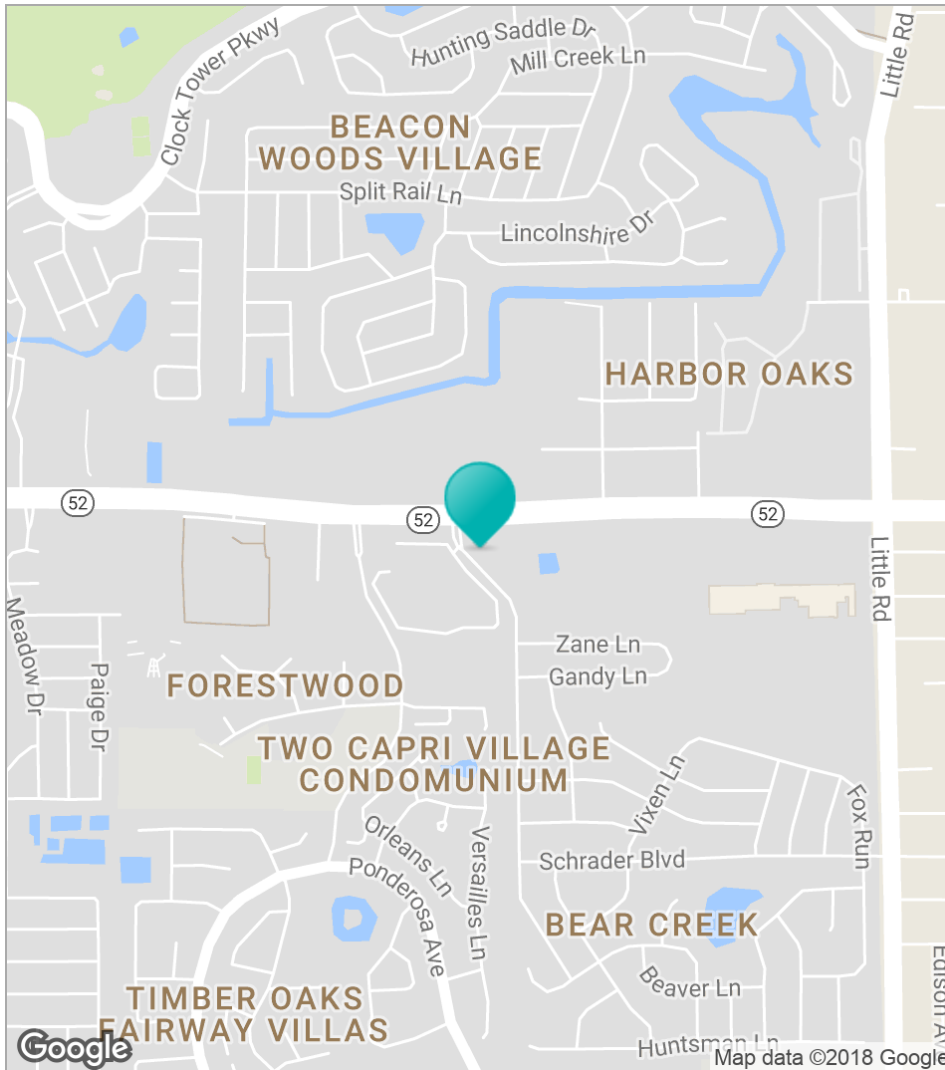 Hunting Saddle Dr
Mill Creek Ln
Little Rd
Clock Tower Pkwy
BEACON
WOODS VILLAGE
Split Rail Ln
Lincolnshire Dr
HARBOR OAKS
52
52
52
Little Rd
Meadow Dr
Paige Dr
Zane Ln
Gandy Ln
FORESTWOOD
TWO CAPRI VILLAGE
CONDOMUNIUM
Vixen Ln
Fox Run
Orleans Ln
Versailles Ln
Schrader Blvd
Ponderosa Ave
BEAR CREEK
Beaver Ln
Edison Av
TIMBER OAKS
FAIRWAY VILLAS
Huntsman Ln
Google
Map data ©2018 Google